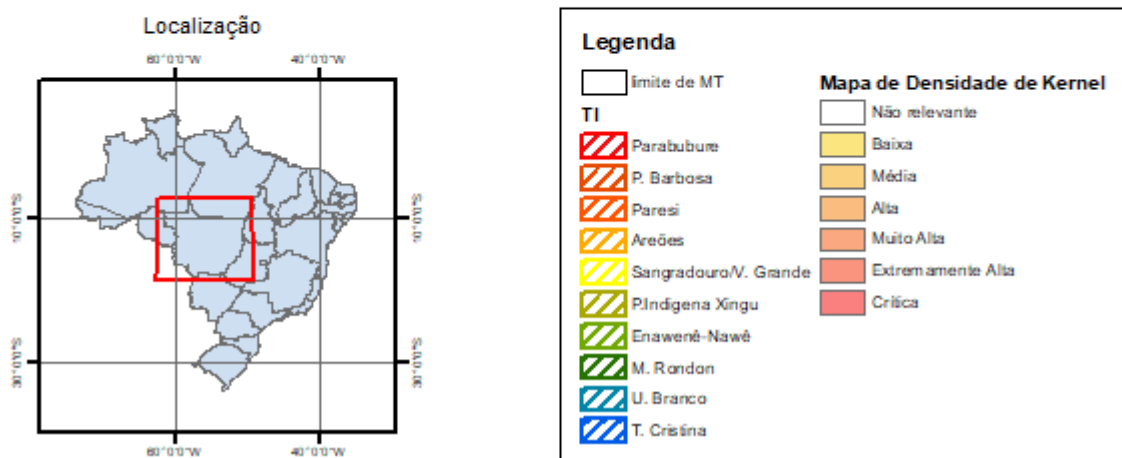 Localização
60°0'0"W 40°0'0"W
10°0'0"S 10°0'0"S
30°0'0"S 30°0'0"S
60°0'0"W 40°0'0"W
Legenda
limite de MT
TI
Parabubure
P. Barbosa
Paresi
Areões
Sangradouro/V. Grande
P.Indigena Xingu
Enawenê-Nawê
M. Rondon
U. Branco
T. Cristina
Mapa de Densidade de Kernel
Não relevante
Baixa
Média
Alta
Muito Alta
Extremamente Alta
Crítica